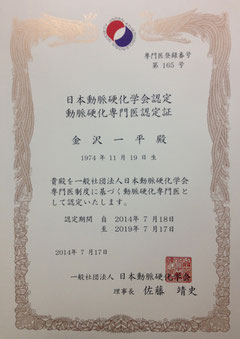 専門医登録番号
第 165 号
日本動脈硬化学会認定
動脈硬化専門医認定証
金沢一平 殿
1974 年 11 月 19 日 生
貴殿を一般社団法人日本動脈硬化学会
専門医制度に基づく動脈硬化専門医と
して認定いたします。
認定期間 自 2014年 7 月18日
至 2019年 7 月17日
2014年 7 月17日
一般社団法人 日本動脈硬化学会
理事長 佐藤 靖史